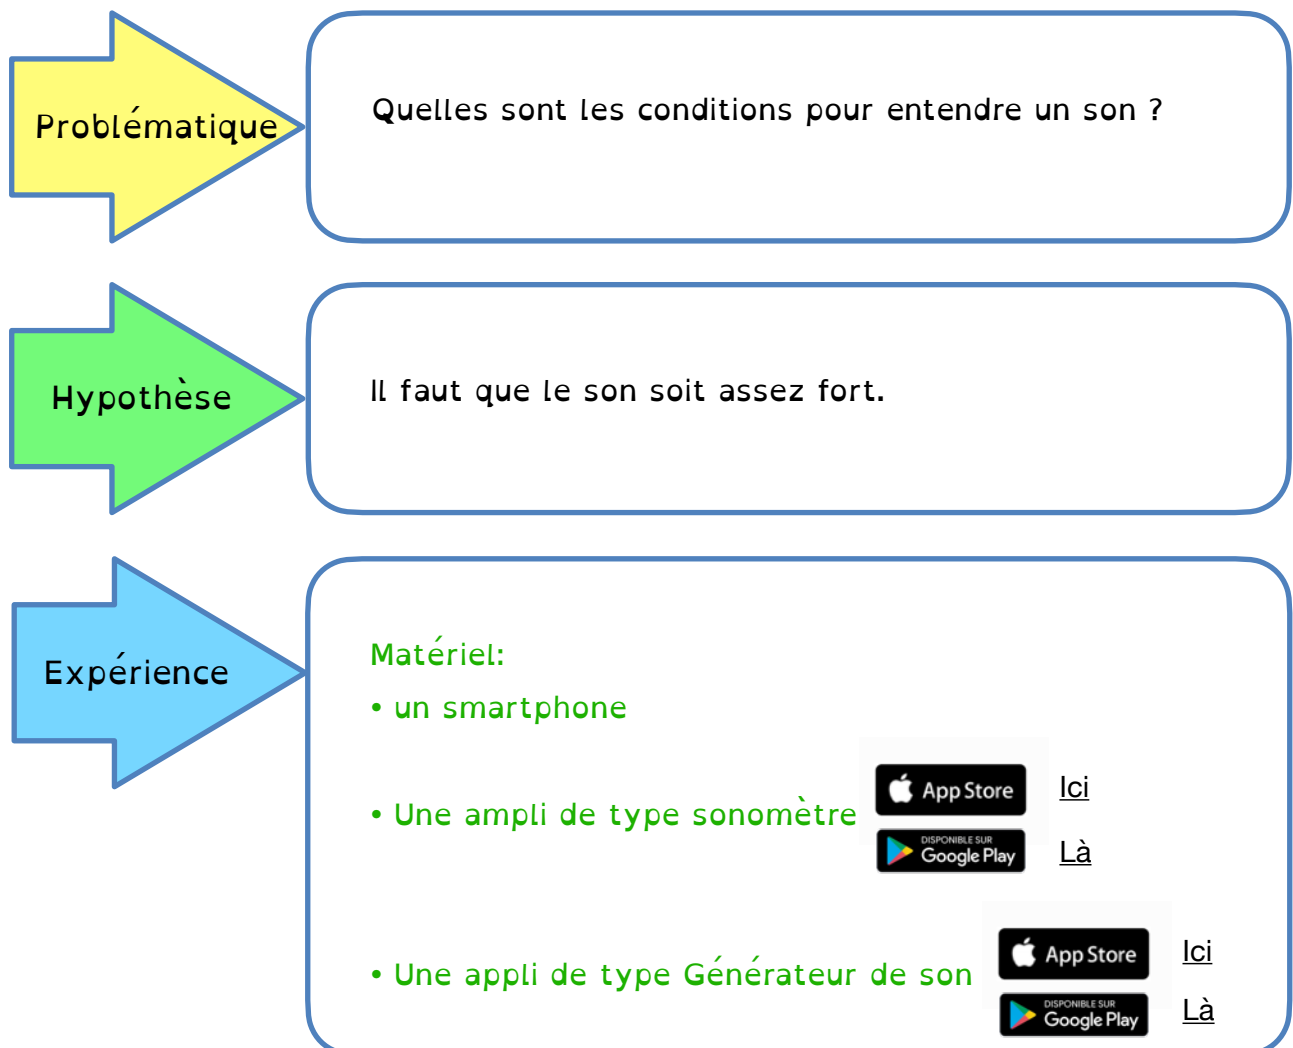 Problématique
Quelles sont les conditions pour entendre un son ?
Hypothèse
Il faut que le son soit assez fort.
Expérience
Matériel:
• un smartphone
• Une ampli de type sonomètre
App Store
Ici
DISPONIBLE SUR
Google Play
Là
• Une appli de type Générateur de son
App Store
Ici
DISPONIBLE SUR
Google Play
Là